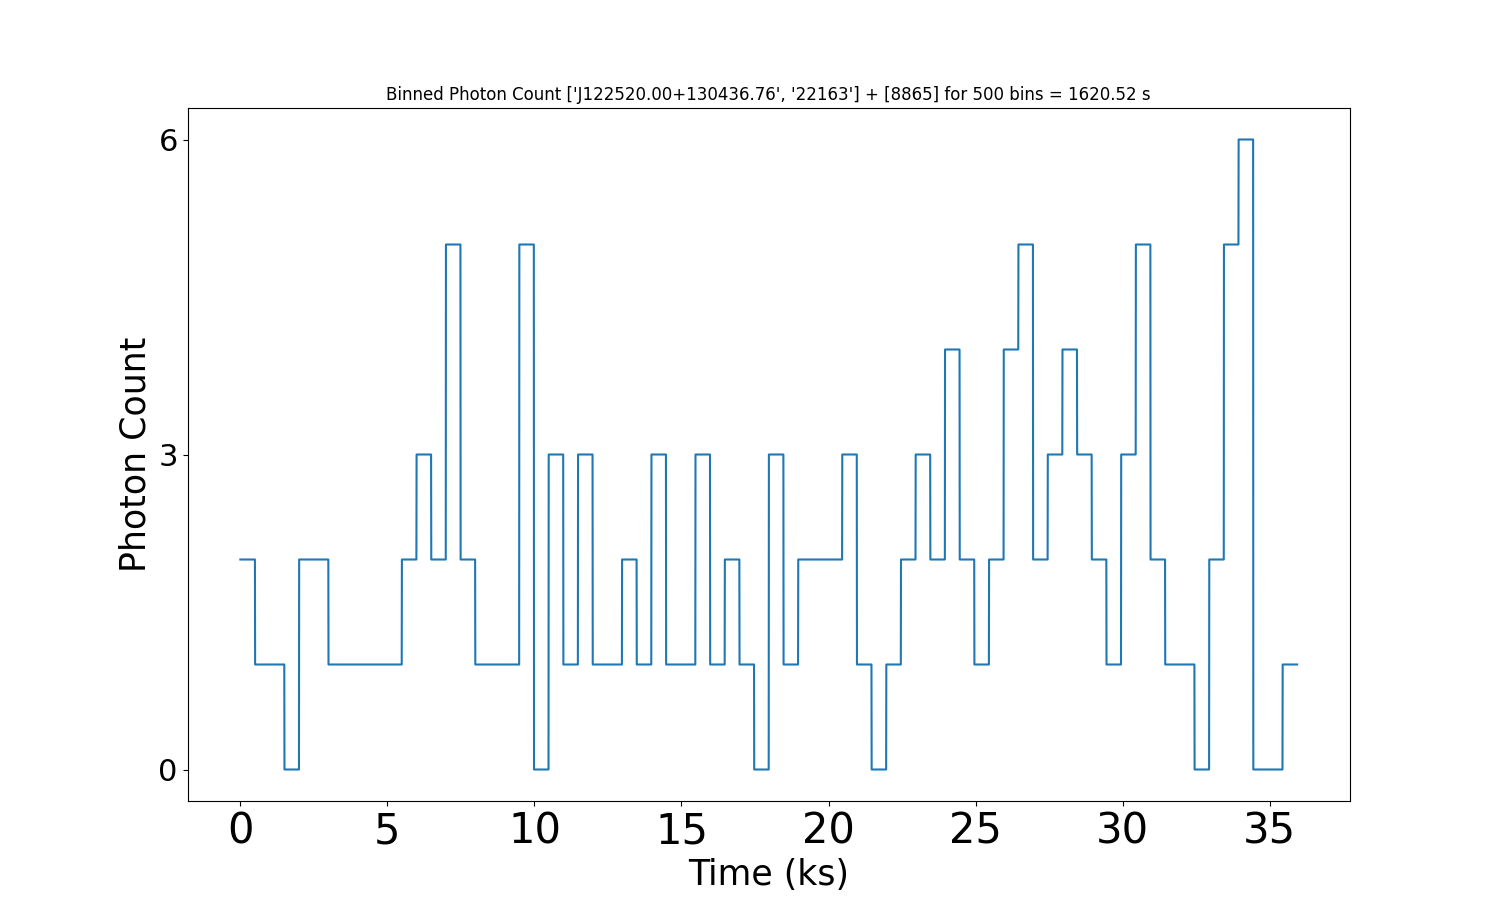 Binned Photon Count ['J122520.00+130436.76', '22163'] + [8865] for 500 bins = 1620.52 s
6
3
0
Photon Count
0 5 10 15 20 25 30 35
Time (ks)